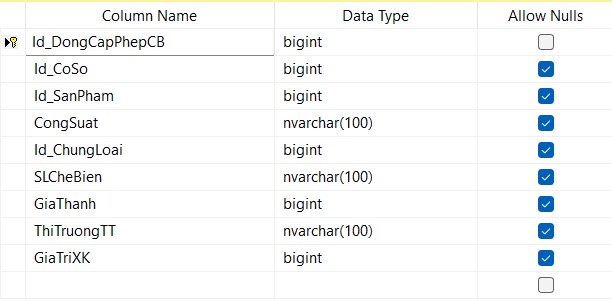 Column Name Data Type Allow Nulls
Id_DongCapPhepCB bigint
Id_CoSo bigint
Id_SanPham bigint
CongSuat nvarchar(100)
Id_ChungLoai bigint
SLCheBien nvarchar(100)
GiaThanh bigint
ThiTruongTT nvarchar(100)
GiaTriXK bigint